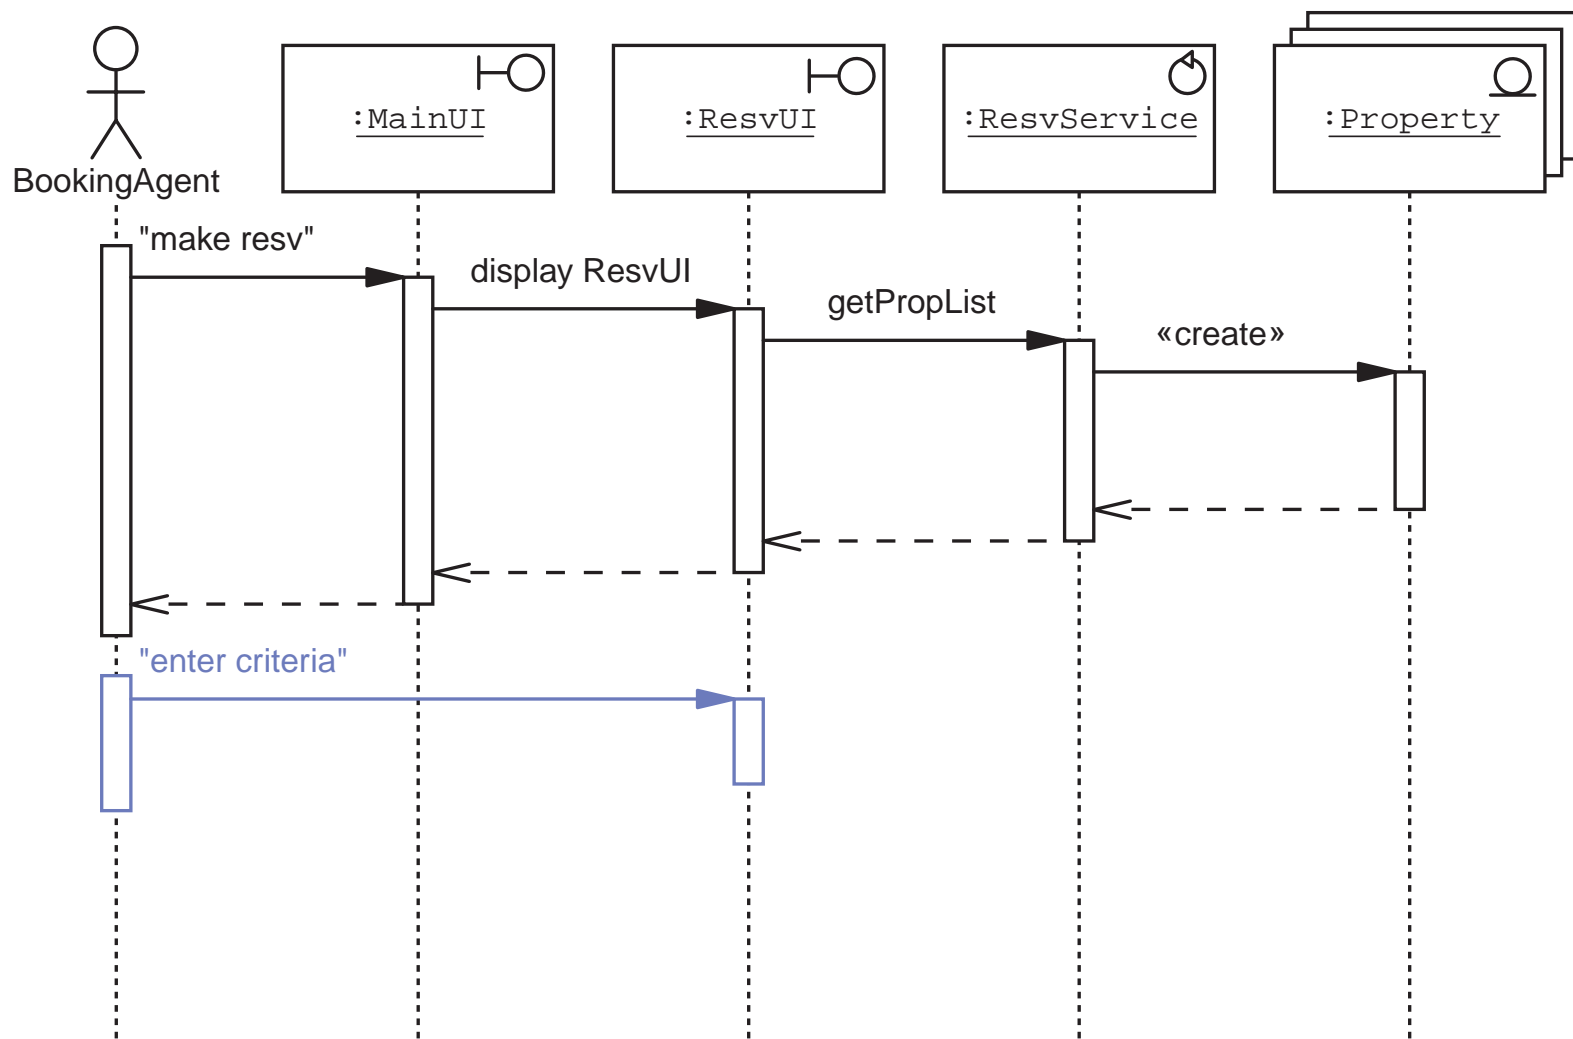 :MainUI
:ResvUI
:ResvService
:Property
BookingAgent
"make resv"
display ResvUI
getPropList
«create»
"enter criteria"